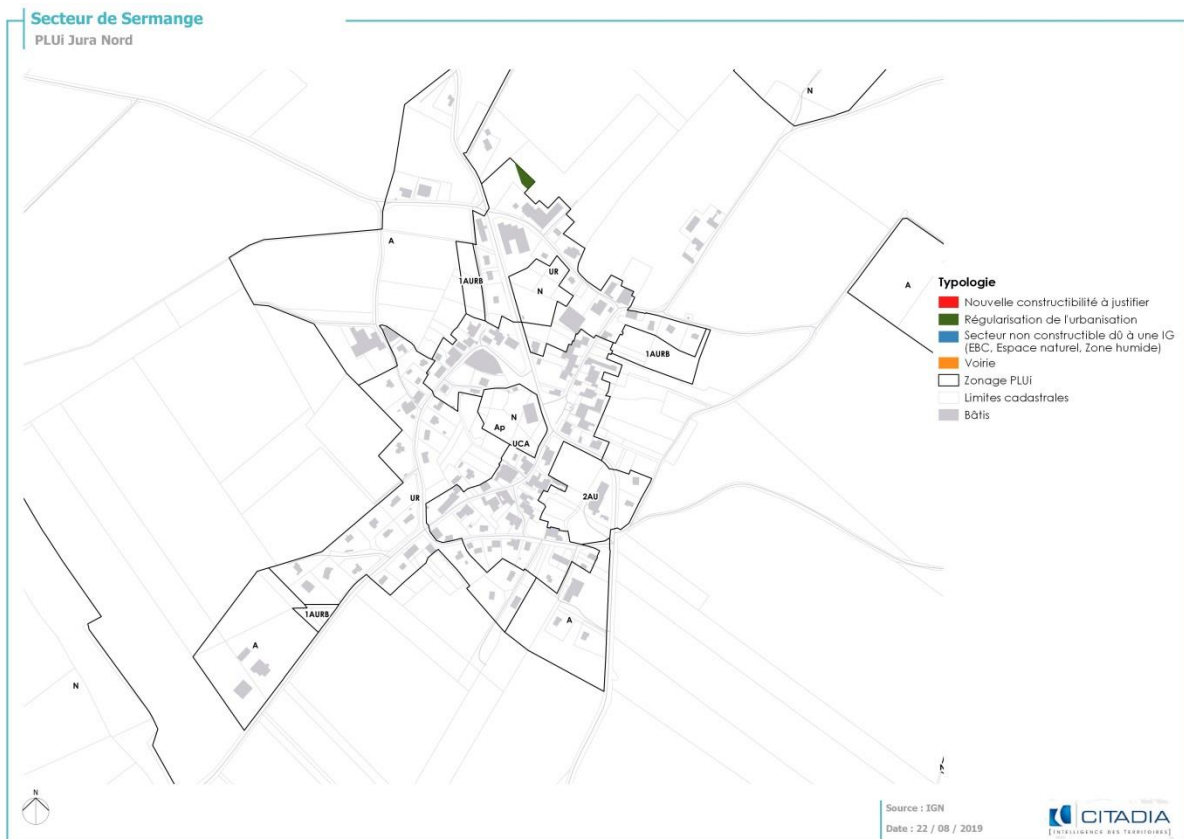 Secteur de Sermange
PLUi Jura Nord
N
A
UR
1AURB
N
A
1AURB
N
Ap
UCA
2AU
UR
1AURB
A
A
N
Typologie
Nouvelle constructibilité à justifier
Régularisation de l'urbanisation
Secteur non constructible dû à une IG
(EBC, Espace naturel, Zone humide)
Voirie
Zonage PLUi
Limites cadastrales
Bâtis
N
Source : IGN
Date : 22 / 08 / 2019
CITADIA
[INTELLIGENCE DES TERRITOIRES]